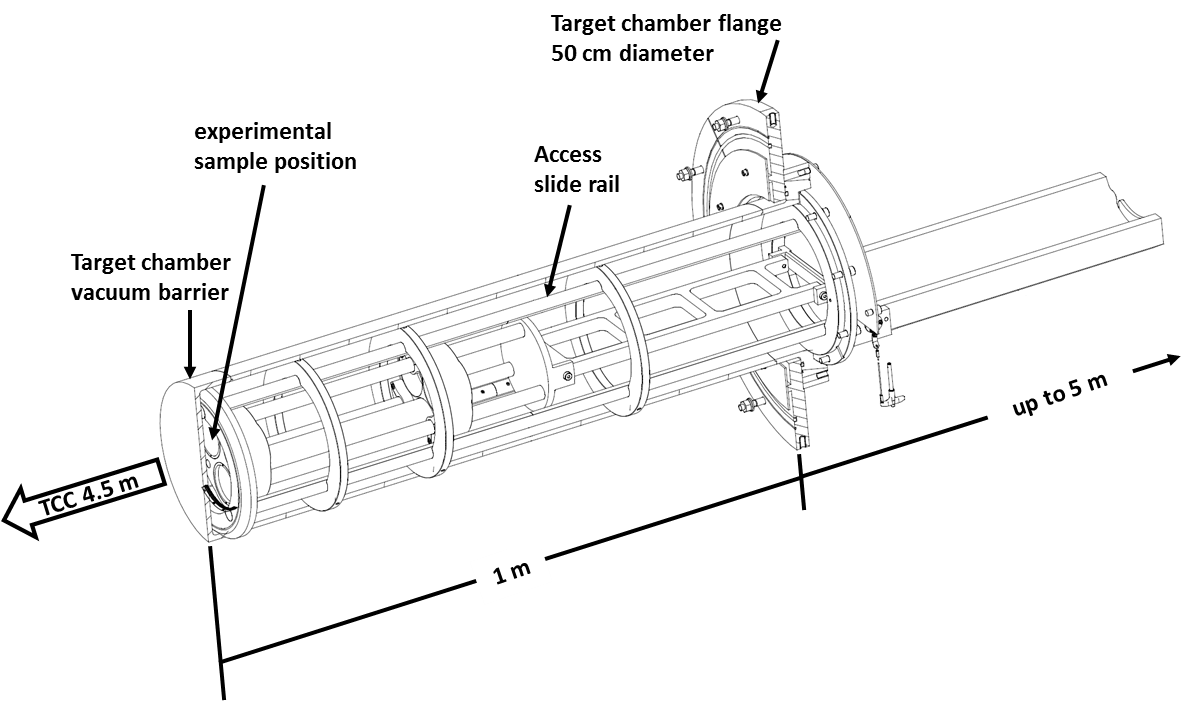 Target chamber flange
50 cm diameter
experimental
sample position
Access
slide rail
Target chamber
vacuum barrier
up to 5 m
TCC 4.5 m
1 m